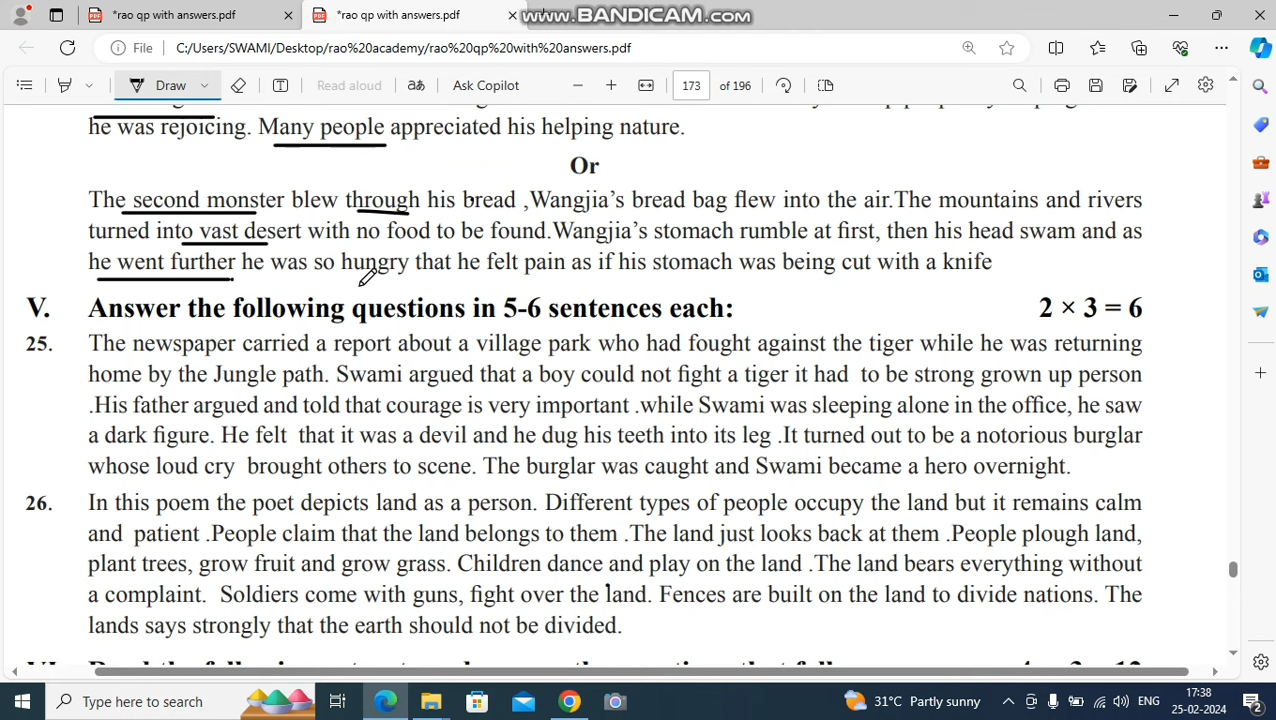 *rao qp with answers.pdf
*rao qp with answers.pdf
www.BANDICAM.com
File
C:/Users/SWAMI/Desktop/rao%20academy/rao%20qp%20with%20answers.pdf
Draw
Read aloud
aあ
Ask Copilot
173 of 196
he was rejoicing. Many people appreciated his helping nature.
Or
The second monster blew through his bread ,Wangjia's bread bag flew into the air.The mountains and rivers
turned into vast desert with no food to be found.Wangjia's stomach rumble at first, then his head swam and as
he went further he was so hungry that he felt pain as if his stomach was being cut with a knife
V. Answer the following questions in 5-6 sentences each: 2 × 3 = 6
25. The newspaper carried a report about a village park who had fought against the tiger while he was returning
home by the Jungle path. Swami argued that a boy could not fight a tiger it had to be strong grown up person
.His father argued and told that courage is very important .while Swami was sleeping alone in the office, he saw
a dark figure. He felt that it was a devil and he dug his teeth into its leg .It turned out to be a notorious burglar
whose loud cry brought others to scene. The burglar was caught and Swami became a hero overnight.
26. In this poem the poet depicts land as a person. Different types of people occupy the land but it remains calm
and patient .People claim that the land belongs to them .The land just looks back at them .People plough land,
plant trees, grow fruit and grow grass. Children dance and play on the land .The land bears everything without
a complaint. Soldiers come with guns, fight over the land. Fences are built on the land to divide nations. The
lands says strongly that the earth should not be divided.
Type here to search
31°C Partly sunny
ENG
17:38
25-02-2024
2